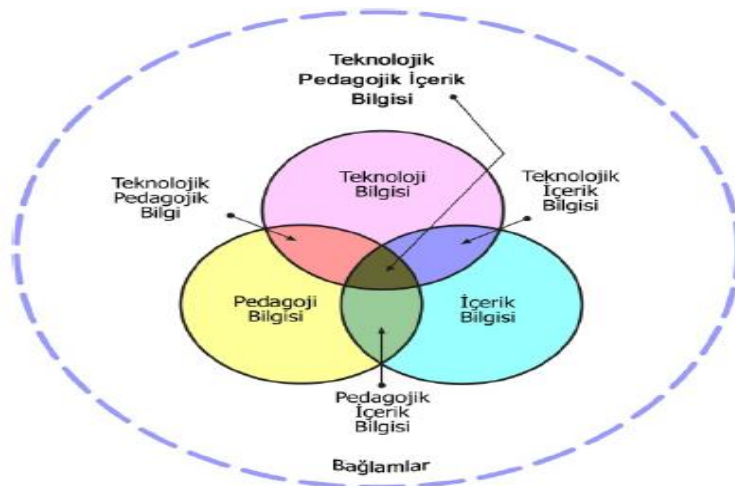 Teknolojik
Pedagojik İçerik
Bilgisi
Teknoloji
Bilgisi
Teknolojik
Pedagojik
Bilgi
Teknolojik
İçerik
Bilgisi
Pedagoji
Bilgisi
İçerik
Bilgisi
Pedagojik
İçerik
Bilgisi
Bağlamlar